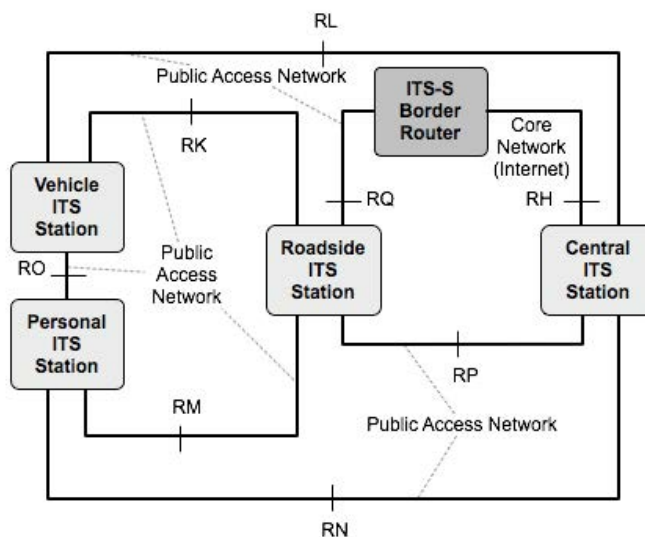 RL
Public Access Network
ITS-S
Border
Router
Core
Network
(Internet)
RK
Vehicle
ITS
Station
RQ
RH
Public
Access
Network
RO
Roadside
ITS
Station
Central
ITS
Station
Personal
ITS
Station
RP
RM
Public Access Network
RN